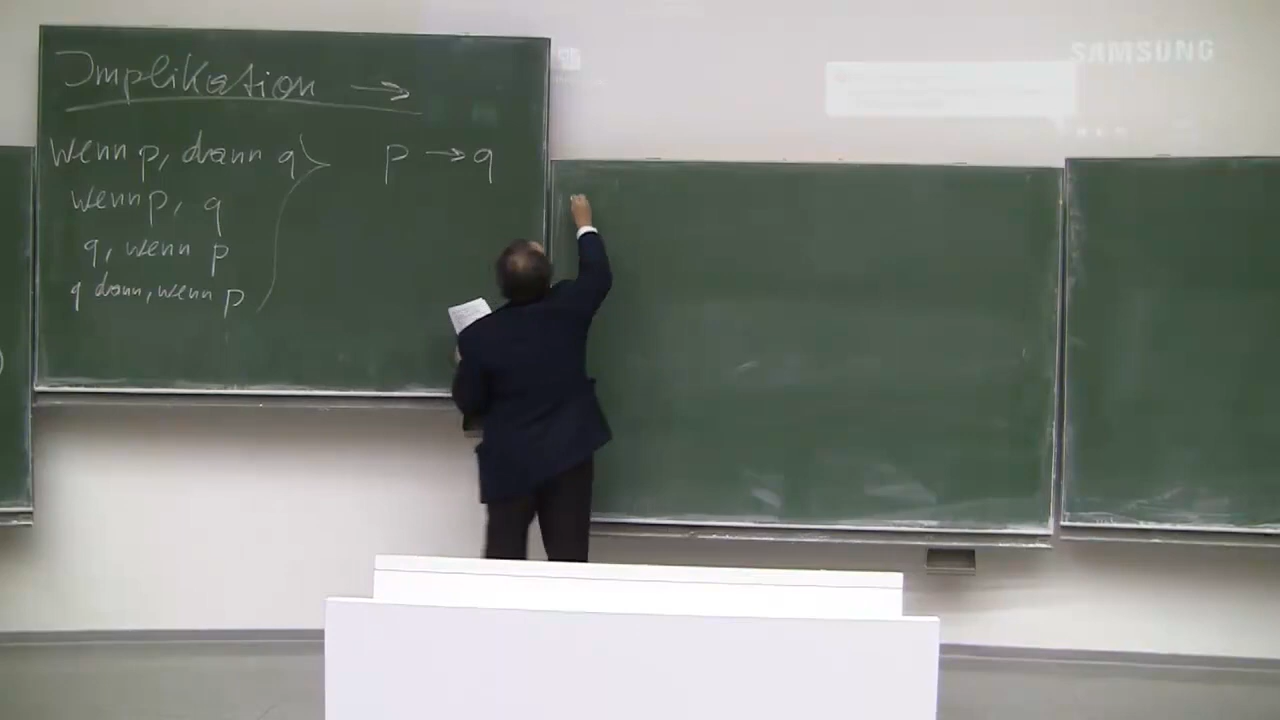 Implikation →
wenn p, dann q
p → q
wenn p, q
q, wenn p
q dann, wenn p
SAMSUNG